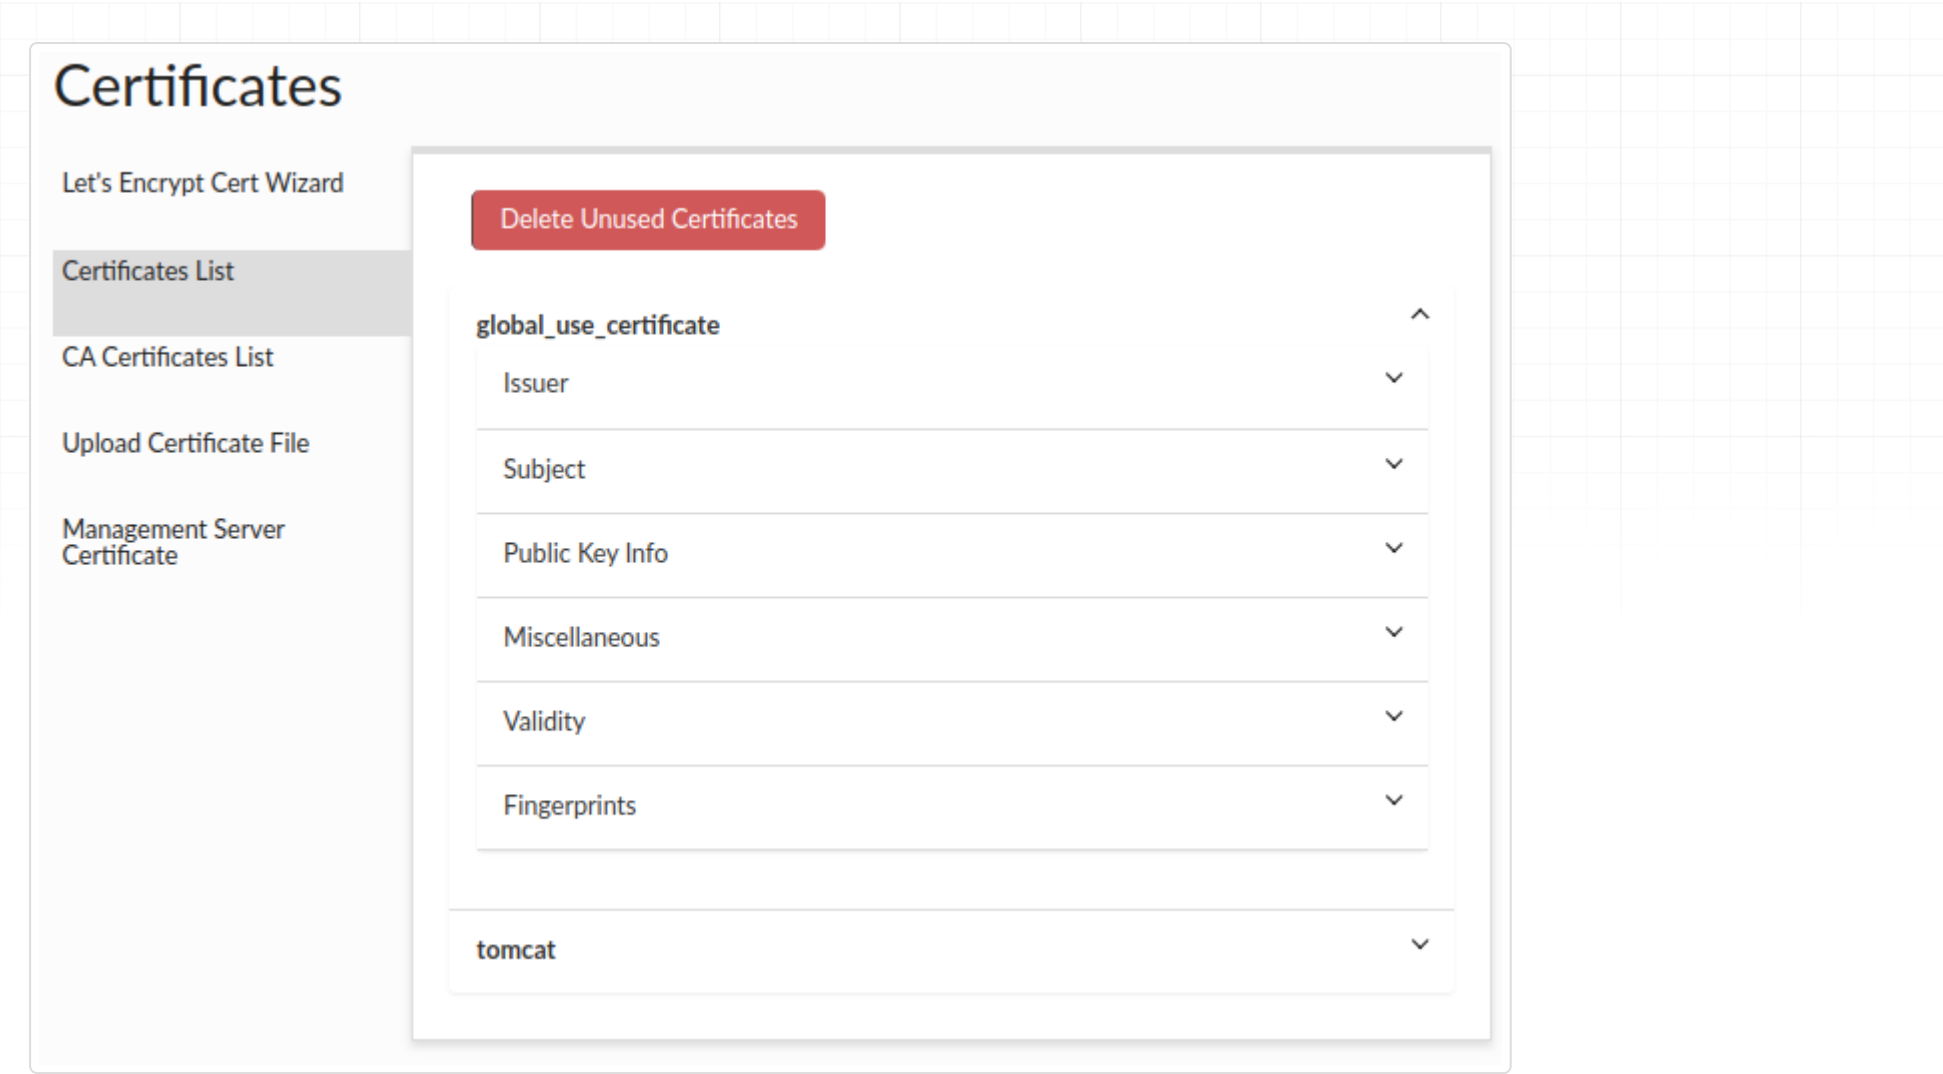 Certificates
Let's Encrypt Cert Wizard
Certificates List
CA Certificates List
Upload Certificate File
Management Server
Certificate
Delete Unused Certificates
global_use_certificate
Issuer
Subject
Public Key Info
Miscellaneous
Validity
Fingerprints
tomcat